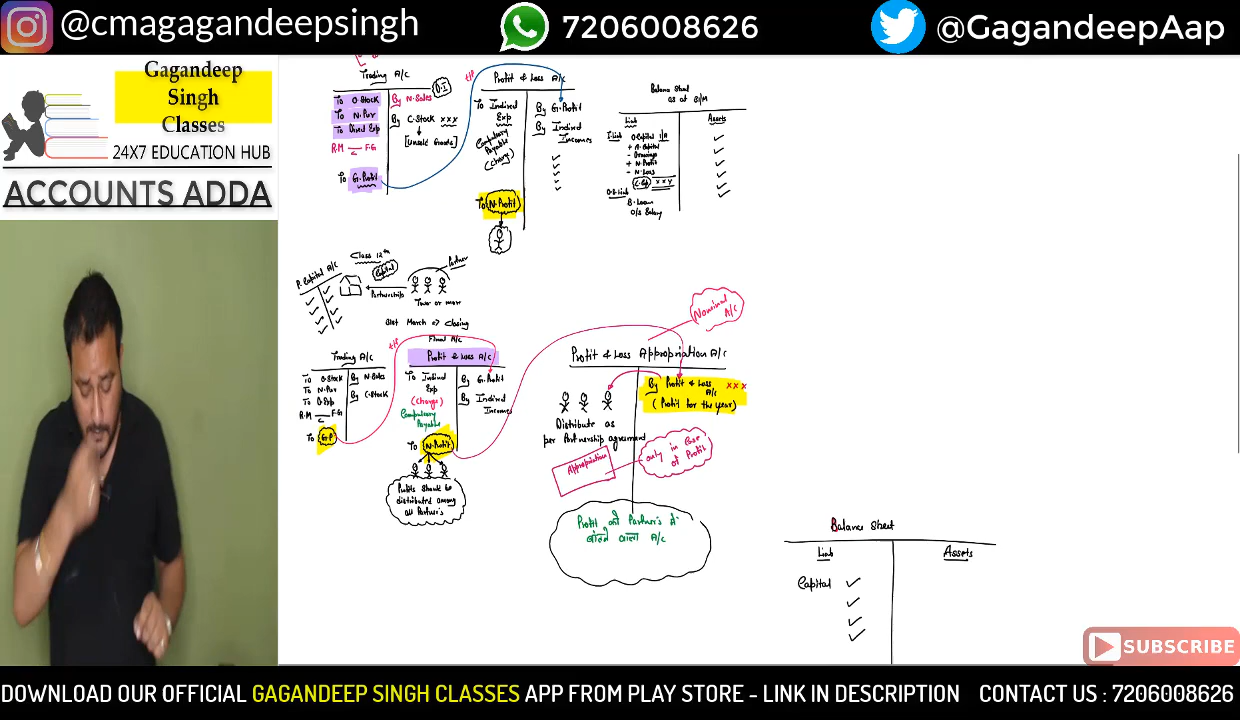 @cmagagandeepsingh
7206008626
@GagandeepAap
Gagandeep
Singh
Classes
24X7 EDUCATION HUB
ACCOUNTS ADDA
Trading A/C
D.I
To O.Stock
To N.Pur
To Direct Exp
R.M F.G
To G.Profit
By N.Sales
By C.Stock xxx
[Unsold Goods]
t/f
Profit & Loss A/C
To Indirect
Exp
Compulsory
Payable
(Charge)
To N.Profit
By G.Profit
By Indirect
Incomes
Balance Sheet
as at 31/M
Liab
Assets
O.Capital
+ A.Capital
- Drawings
+ N.Profit
- N.Loss
B.Loan
O/S Salary
P. Capital A/C
Class 12th
Capital
Partner
Partnership
Two or more
31st March => Closing
Final A/C
t/f
Trading A/C
To O.Stock
To N.Pur
To D.Exp
R.M F.G
To G.P
By N.Sales
By C.Stock
Profit & Loss A/C
To Indirect
Exp
(Charge)
Compulsory
Payable
To N.Profit
By G.Profit
By Indirect
Incomes
Profits Should be
distributed among
all Partner's
Nominal
A/C
Profit & Loss Appropriation A/C
By Profit & Loss
A/C
xxx
(Profit for the year)
Distribute as
per Partnership agreement
Appropriation
only in Case
of Profit
Profit को Partner's में
बांटने वाला A/C
Balance Sheet
Liab
Assets
Capital
SUBSCRIBE
DOWNLOAD OUR OFFICIAL GAGANDEEP SINGH CLASSES APP FROM PLAY STORE - LINK IN DESCRIPTION CONTACT US : 7206008626